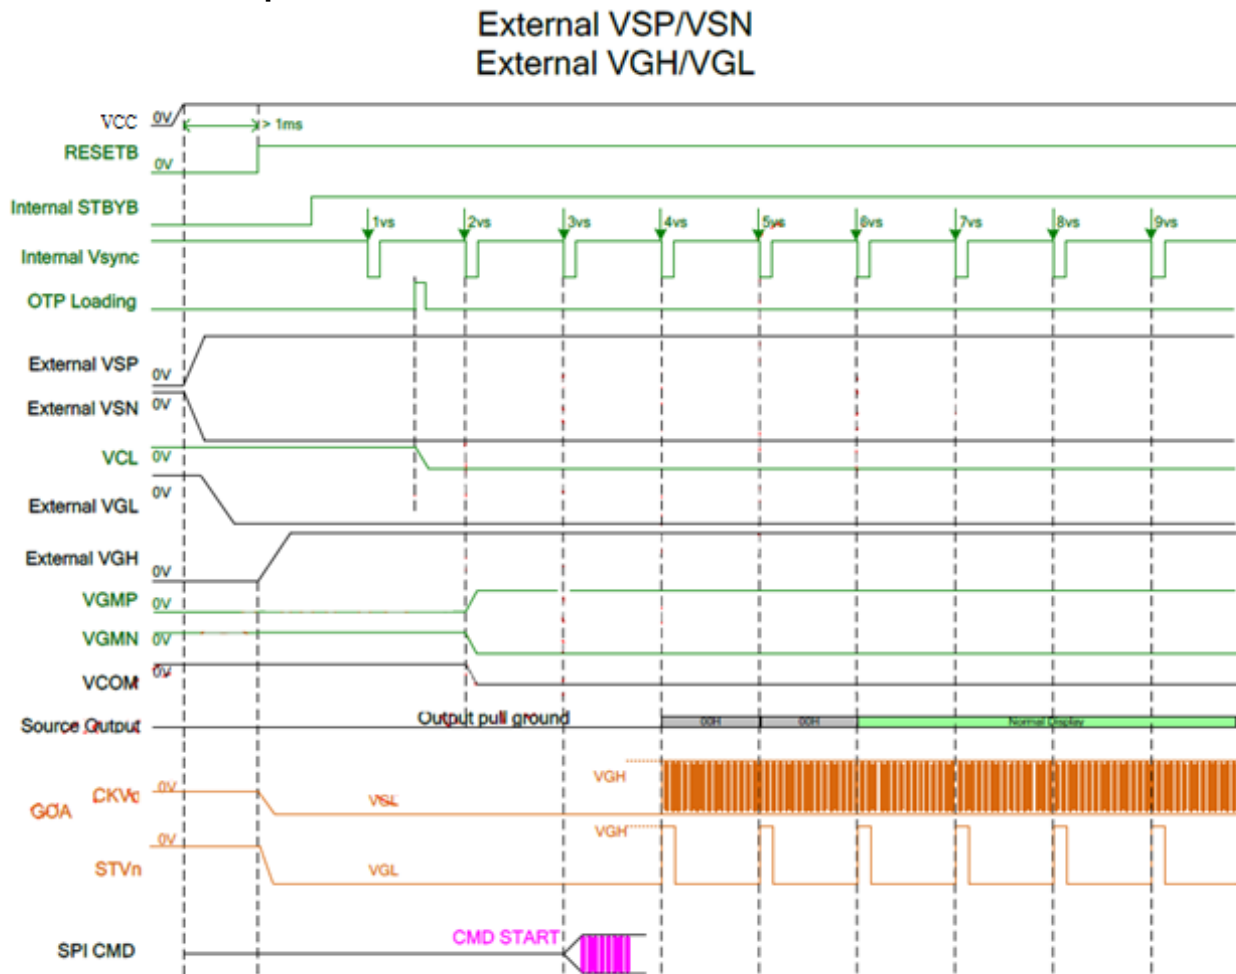 External VSP/VSN
External VGH/VGL
VCC 0V > 1ms
RESETB 0V
Internal STBYB
1vs 2vs 3vs 4vs 5vs 6vs 7vs 8vs 9vs
Internal Vsync
OTP Loading
External VSP 0V
External VSN 0V
VCL 0V
External VGL 0V
External VGH 0V
VGMP 0V
VGMN 0V
VCOM 0V
Source Output Output pull ground 00H 00H Normal Display
GOA
0V VGL VGH
STVn 0V VGL VGH
SPI CMD CMD START